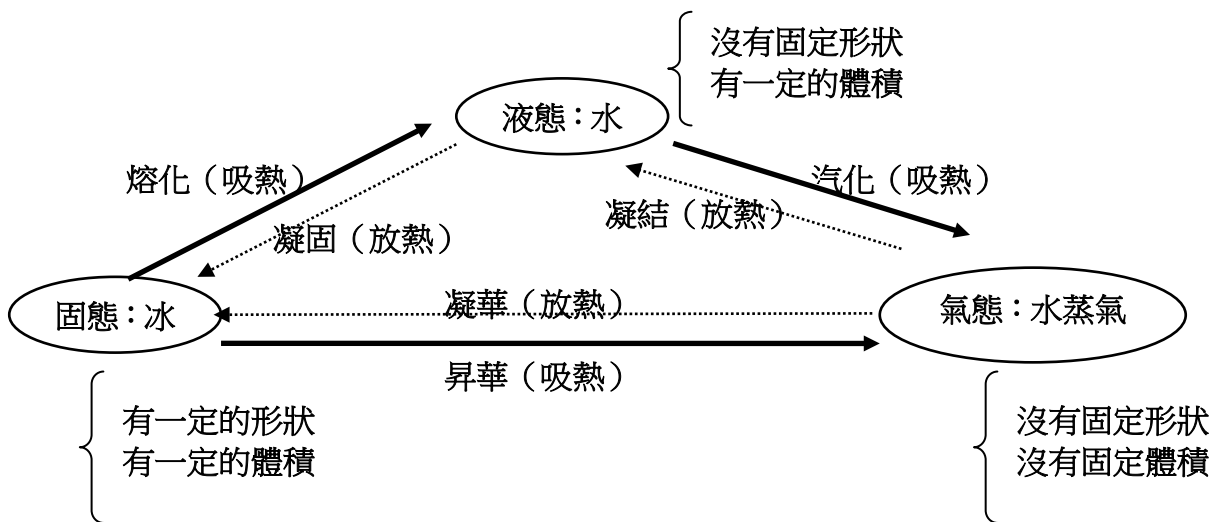 沒有固定形狀
有一定的體積
液態：水
熔化（吸熱）
汽化（吸熱）
凝結（放熱）
凝固（放熱）
固態：冰
凝華（放熱）
氣態：水蒸氣
昇華（吸熱）
有一定的形狀
有一定的體積
沒有固定形狀
沒有固定體積